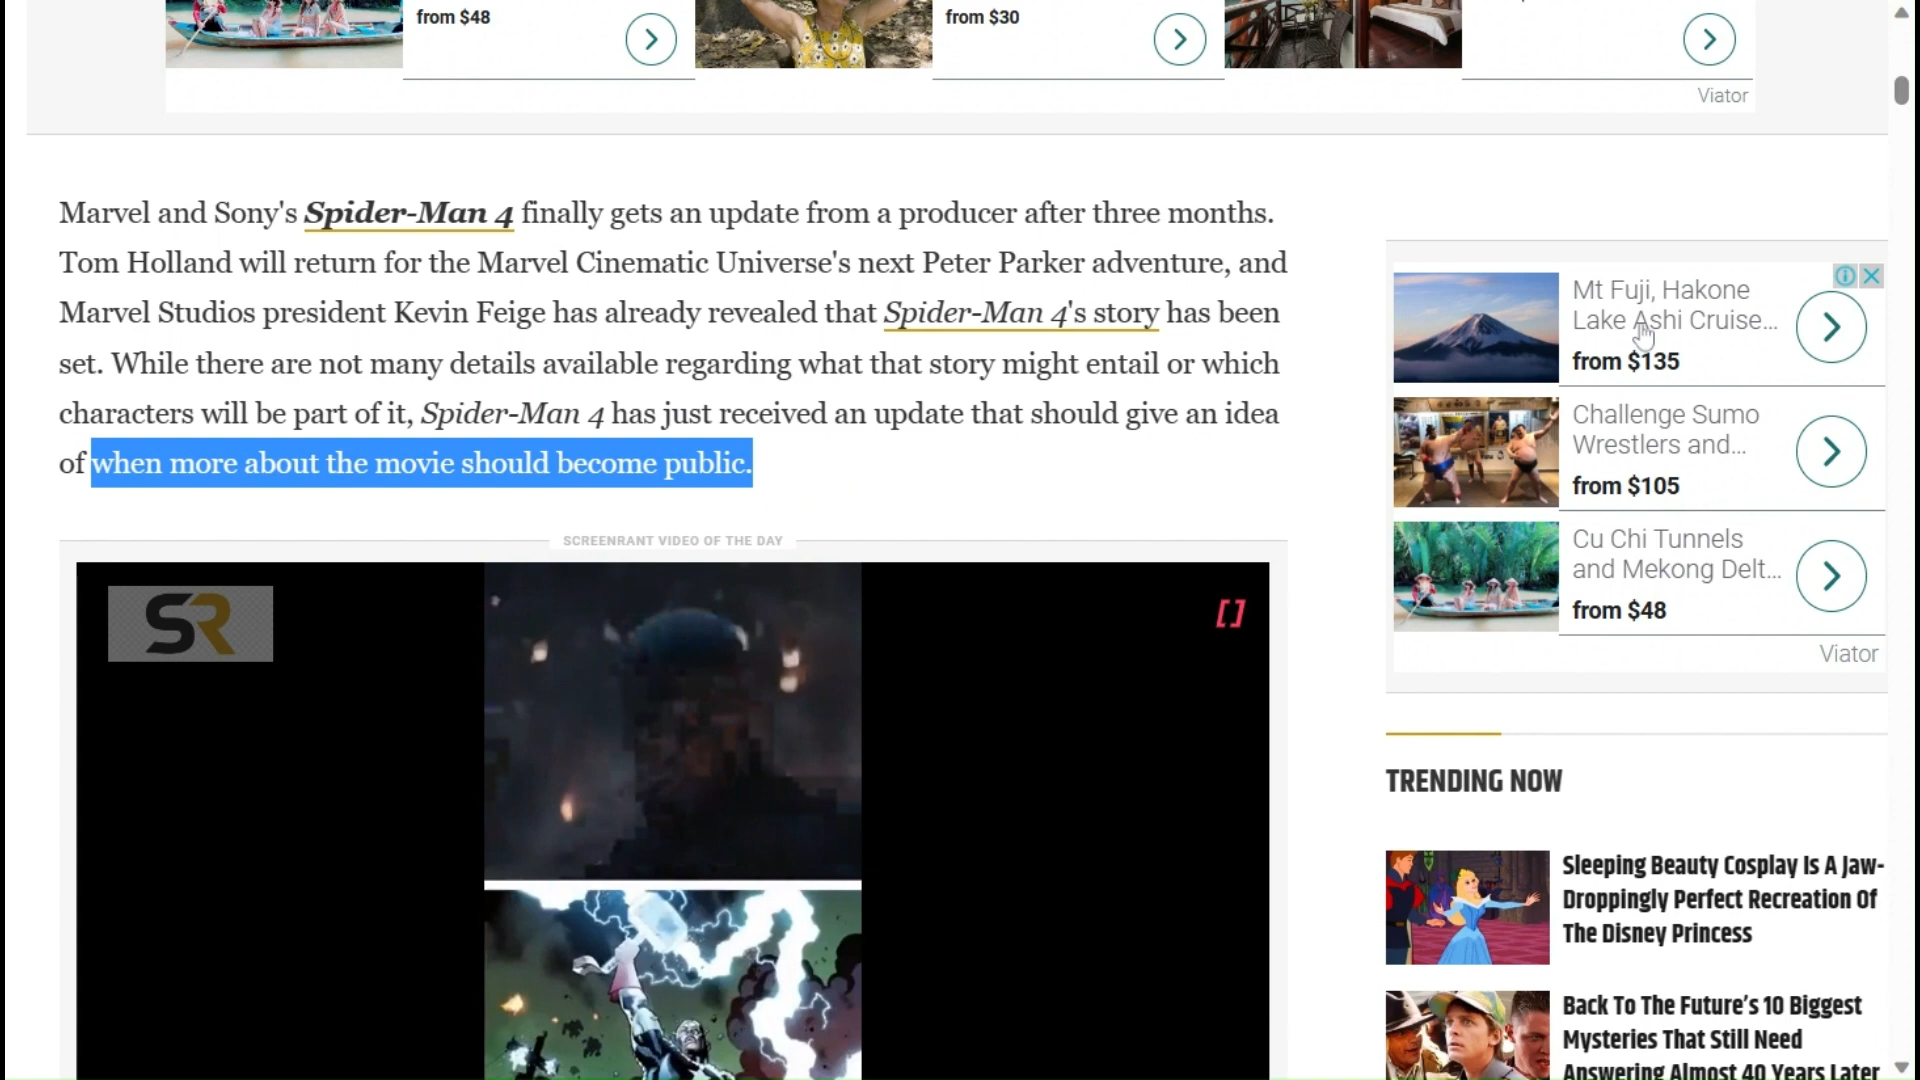 from $48
from $30
Viator
Marvel and Sony's Spider-Man 4 finally gets an update from a producer after three months.
Tom Holland will return for the Marvel Cinematic Universe's next Peter Parker adventure, and
Marvel Studios president Kevin Feige has already revealed that Spider-Man 4's story has been
set. While there are not many details available regarding what that story might entail or which
characters will be part of it, Spider-Man 4 has just received an update that should give an idea
of when more about the movie should become public.
SCREENRANT VIDEO OF THE DAY
SR
Mt Fuji, Hakone
Lake Ashi Cruise...
from $135
Challenge Sumo
Wrestlers and...
from $105
Cu Chi Tunnels
and Mekong Delt...
from $48
Viator
TRENDING NOW
Sleeping Beauty Cosplay Is A Jaw-
Droppingly Perfect Recreation Of
The Disney Princess
Back To The Future's 10 Biggest
Mysteries That Still Need
Answering Almost 40 Years Later